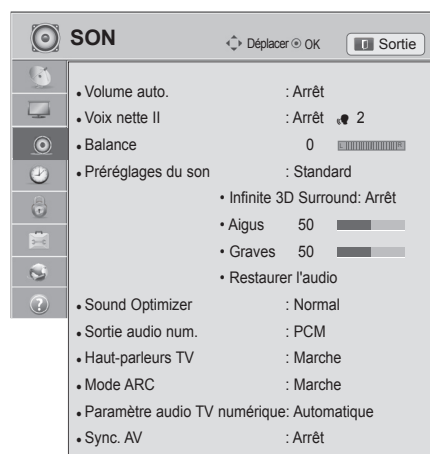 SON Déplacer OK Sortie
• Volume auto. : Arrêt
• Voix nette II : Arrêt 2
• Balance 0 L R
• Préréglages du son : Standard
• Infinite 3D Surround: Arrêt
• Aigus 50
• Graves 50
• Restaurer l'audio
• Sound Optimizer : Normal
• Sortie audio num. : PCM
• Haut-parleurs TV : Marche
• Mode ARC : Marche
• Paramètre audio TV numérique: Automatique
• Sync. AV : Arrêt